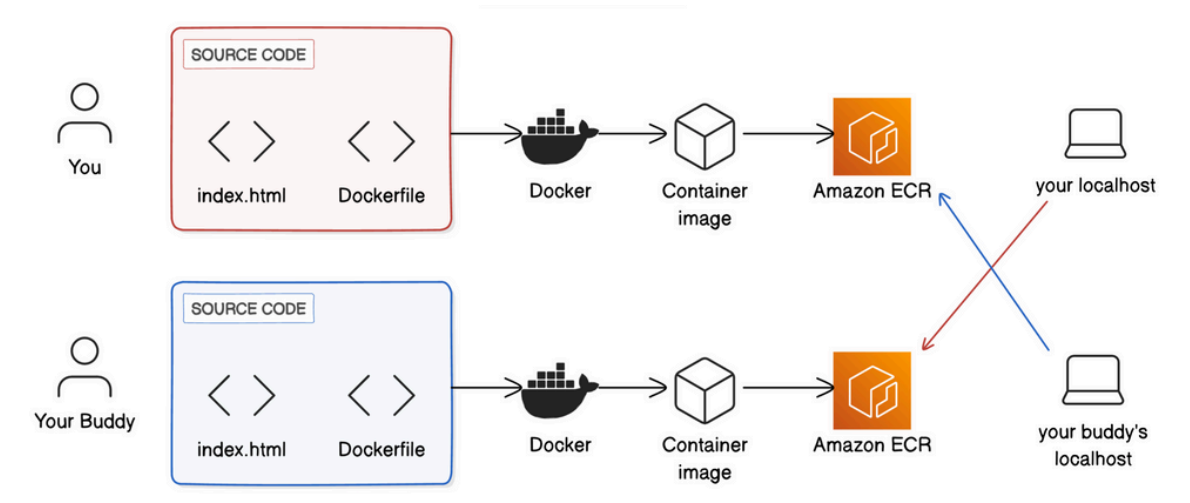 SOURCE CODE
You
index.html
Dockerfile
Docker
Container
image
Amazon ECR
your localhost
SOURCE CODE
Your Buddy
index.html
Dockerfile
Docker
Container
image
Amazon ECR
your buddy's
localhost